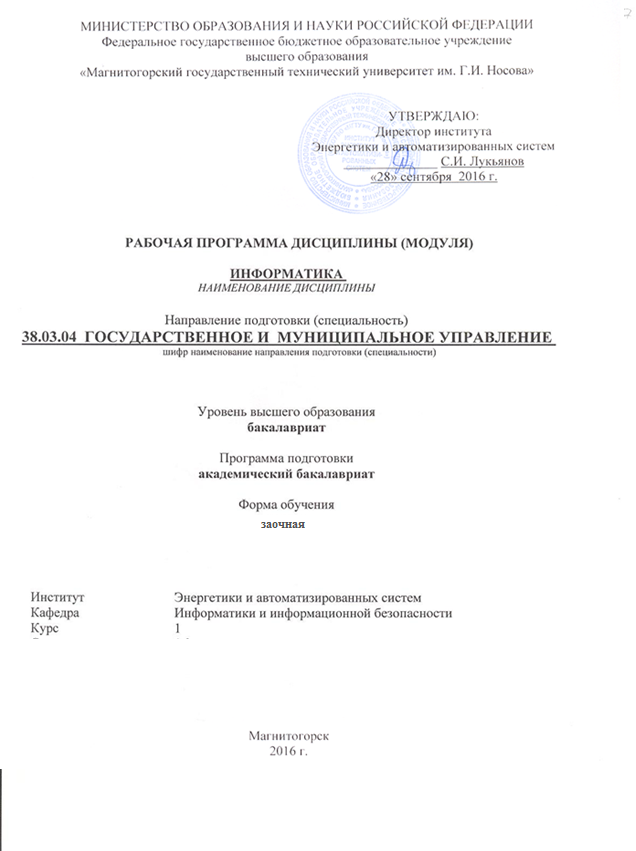 МИНИСТЕРСТВО ОБРАЗОВАНИЯ И НАУКИ РОССИЙСКОЙ ФЕДЕРАЦИИ
Федеральное государственное бюджетное образовательное учреждение
высшего образования
«Магнитогорский государственный технический университет им. Г.И. Носова»
УТВЕРЖДАЮ:
Директор института
Энергетики и автоматизированных систем
С.И. Лукьянов
«28» сентября 2016 г.
РАБОЧАЯ ПРОГРАММА ДИСЦИПЛИНЫ (МОДУЛЯ)
ИНФОРМАТИКА
НАИМЕНОВАНИЕ ДИСЦИПЛИНЫ
Направление подготовки (специальность)
38.03.04 ГОСУДАРСТВЕННОЕ И МУНИЦИПАЛЬНОЕ УПРАВЛЕНИЕ
шифр наименование направления подготовки (специальности)
Уровень высшего образования
бакалавриат
Программа подготовки
академический бакалавриат
Форма обучения
заочная
Институт Энергетики и автоматизированных систем
Кафедра Информатики и информационной безопасности
Курс 1
Магнитогорск
2016 г.